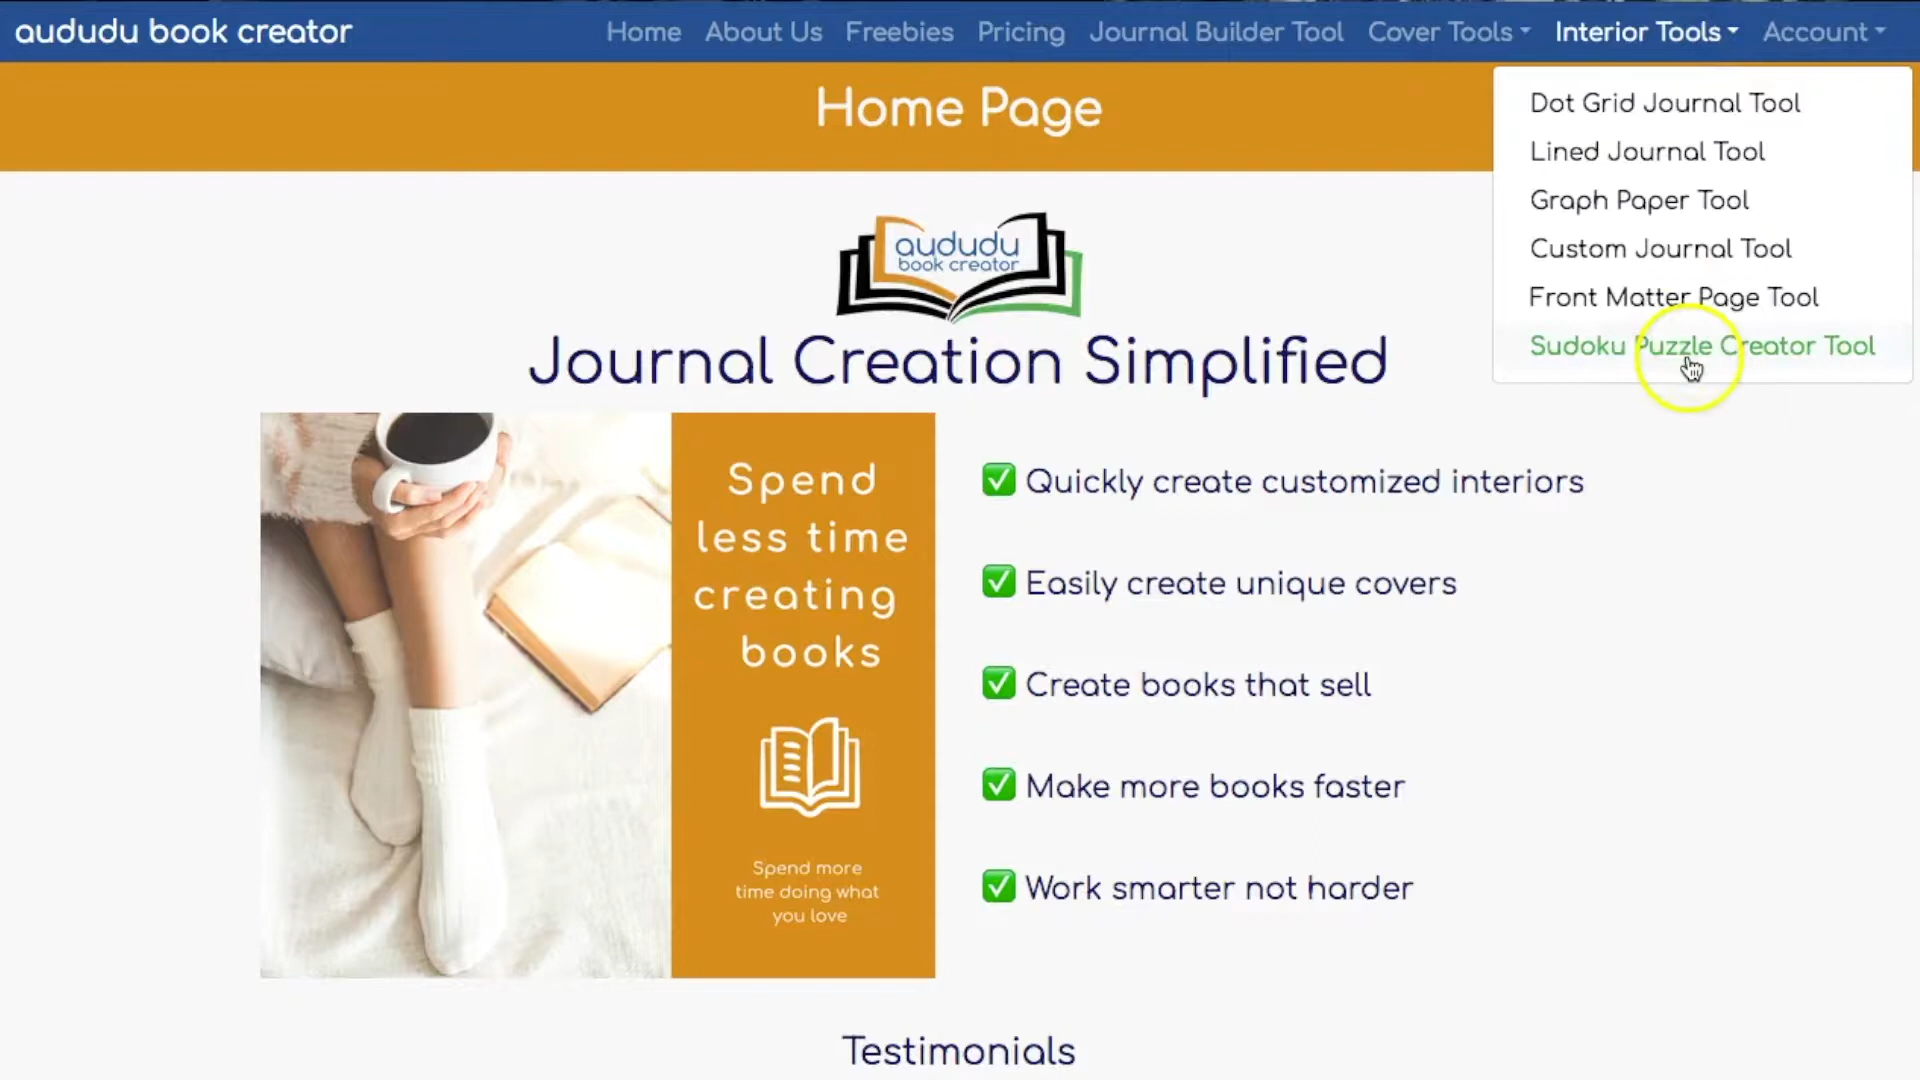 aududu book creator
Home About Us Freebies Pricing Journal Builder Tool Cover Tools Interior Tools Account
Home Page
Dot Grid Journal Tool
Lined Journal Tool
Graph Paper Tool
Custom Journal Tool
Front Matter Page Tool
Sudoku Puzzle Creator Tool
aududu
book creator
Journal Creation Simplified
Spend
less time
creating
books
Spend more
time doing what
you love
Quickly create customized interiors
Easily create unique covers
Create books that sell
Make more books faster
Work smarter not harder
Testimonials